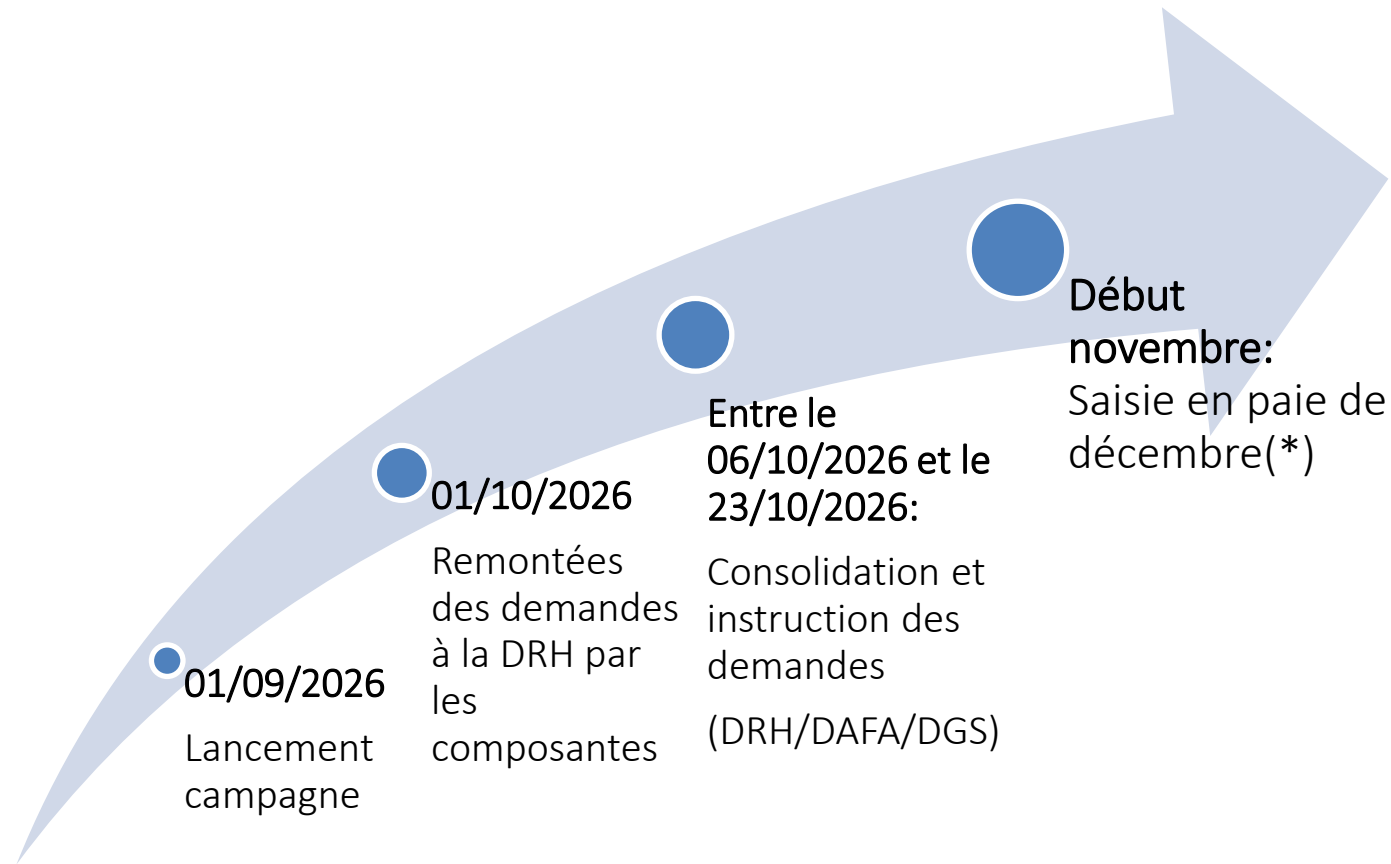 01/09/2026
Lancement
campagne
01/10/2026
Remontées
des demandes
à la DRH par
les
composantes
Entre le
06/10/2026 et le
23/10/2026:
Consolidation et
instruction des
demandes
(DRH/DAFA/DGS)
Début
novembre:
Saisie en paie de
décembre(*)